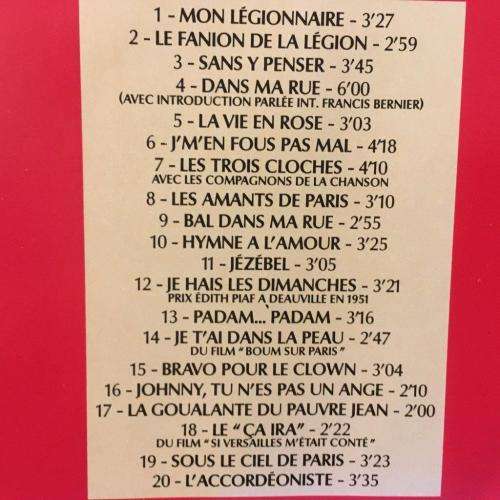 1 - MON LÉGIONNAIRE - 3'27
2 - LE FANION DE LA LÉGION - 2'59
3 - SANS Y PENSER - 3'45
4 - DANS MA RUE - 6'00
(AVEC INTRODUCTION PARLÉE INT. FRANCIS BERNIER)
5 - LA VIE EN ROSE - 3'03
6 - J'M'EN FOUS PAS MAL - 4'18
7 - LES TROIS CLOCHES - 4'10
AVEC LES COMPAGNONS DE LA CHANSON
8 - LES AMANTS DE PARIS - 3'10
9 - BAL DANS MA RUE - 2'55
10 - HYMNE A L'AMOUR - 3'25
11 - JÉZÉBEL - 3'05
12 - JE HAIS LES DIMANCHES - 3'21
PRIX ÉDITH PIAF A DEAUVILLE EN 1951
13 - PADAM... PADAM - 3'16
14 - JE T'AI DANS LA PEAU - 2'47
DU FILM "BOUM SUR PARIS"
15 - BRAVO POUR LE CLOWN - 3'04
16 - JOHNNY, TU N'ES PAS UN ANGE - 2'10
17 - LA GOUALANTE DU PAUVRE JEAN - 2'00
18 - LE "ÇA IRA" - 2'22
DU FILM "SI VERSAILLES M'ÉTAIT CONTÉ"
19 - SOUS LE CIEL DE PARIS - 3'23
20 - L'ACCORDÉONISTE - 3'35